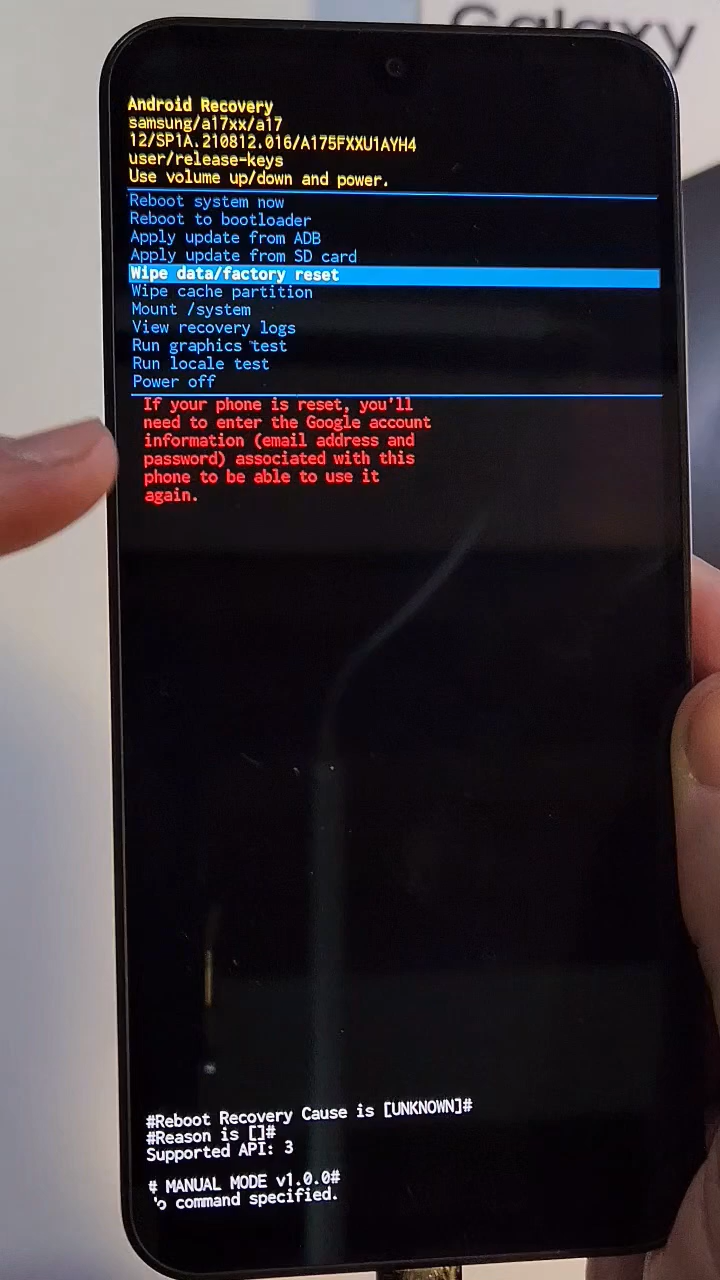 Galaxy
Android Recovery
samsung/a17xx/a17
12/SP1A.210812.016/A175FXXU1AYH4
user/release-keys
Use volume up/down and power.
Reboot system now
Reboot to bootloader
Apply update from ADB
Apply update from SD card
Wipe data/factory reset
Wipe cache partition
Mount /system
View recovery logs
Run graphics test
Run locale test
Power off
If your phone is reset, you'll
need to enter the Google account
information (email address and
password) associated with this
phone to be able to use it
again.
#Reboot Recovery Cause is [UNKNOWN]#
#Reason is []#
Supported API: 3
# MANUAL MODE v1.0.0#
command specified.